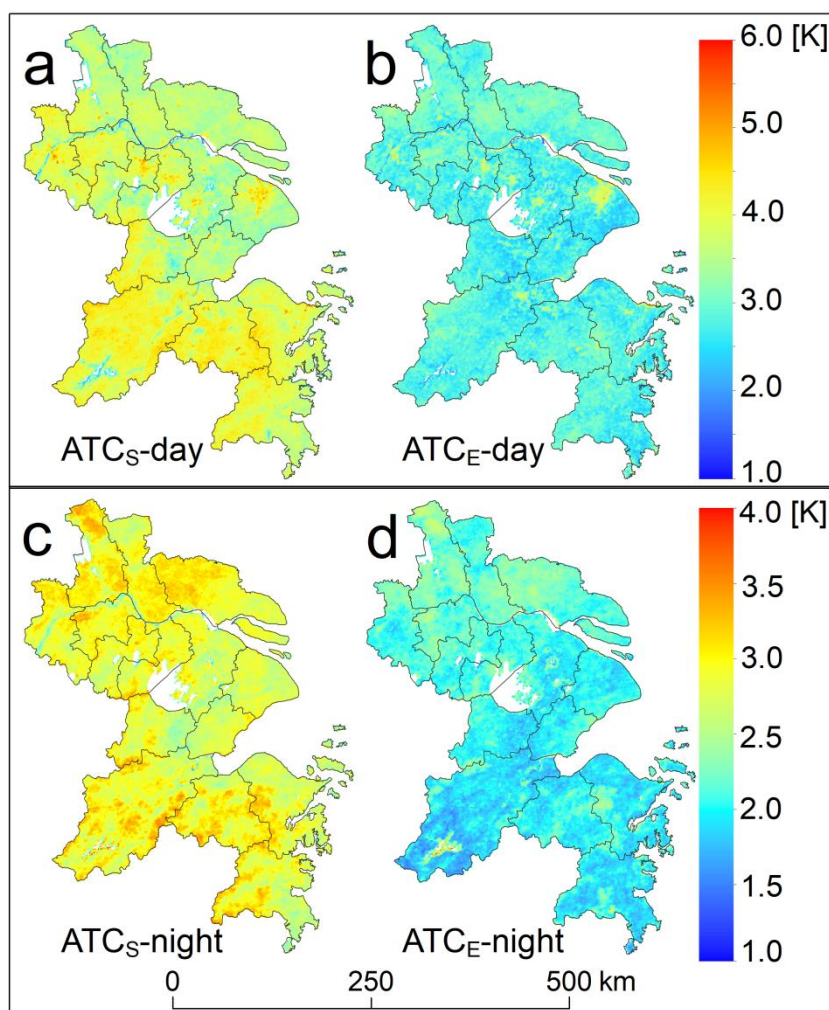 a
b
ATCS-day
ATCE-day
6.0 [K]
5.0
4.0
3.0
2.0
1.0
c
d
ATCS-night
ATCE-night
4.0 [K]
3.5
3.0
2.5
2.0
1.5
1.0
0 250 500 km